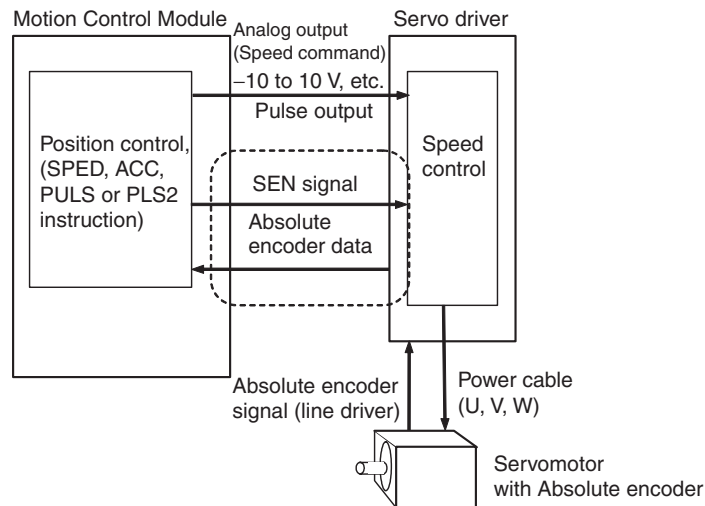 Motion Control Module
Servo driver
Analog output
(Speed command)
–10 to 10 V, etc.
Pulse output
Position control,
(SPED, ACC,
PULS or PLS2
instruction)
Speed
control
SEN signal
Absolute
encoder data
Absolute encoder
signal (line driver)
Power cable
(U, V, W)
Servomotor
with Absolute encoder